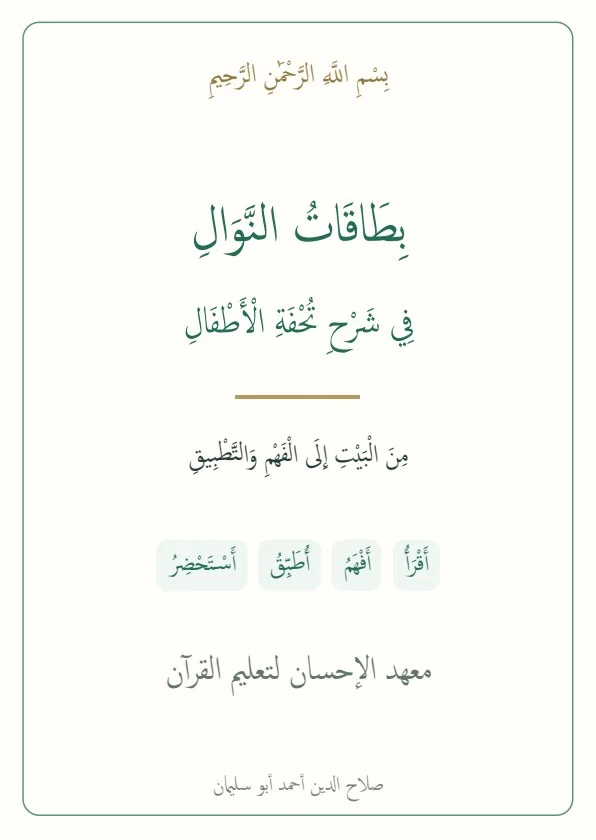 بِسْمِ اللَّهِ الرَّحْمَٰنِ الرَّحِيمِ
بِطَاقَاتُ النَّوَالِ
فِي شَرْحِ تُحْفَةِ الْأَطْفَالِ
مِنَ الْبَيْتِ إِلَى الْفَهْمِ وَالتَّطْبِيقِ
أَقْرَأُ أَفْهَمُ أُطَبِّقُ أَسْتَحْضِرُ
معهد الإحسان لتعليم القرآن
صلاح الدين أحمد أبو سليمان